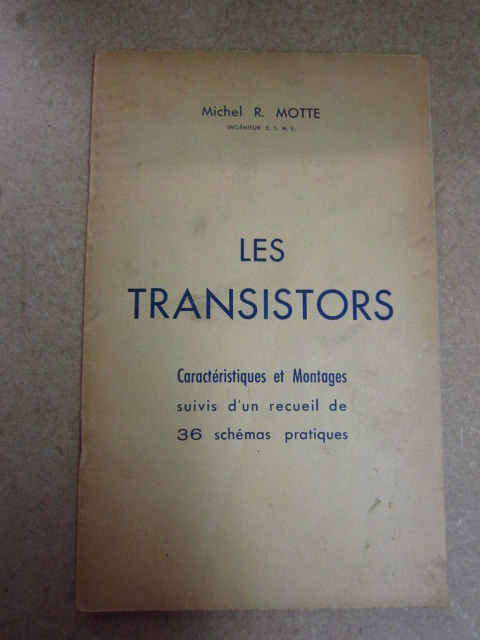 Michel R. MOTTE
INGÉNIEUR E. S. M. E.
LES
TRANSISTORS
Caractéristiques et Montages
suivis d'un recueil de
36 schémas pratiques